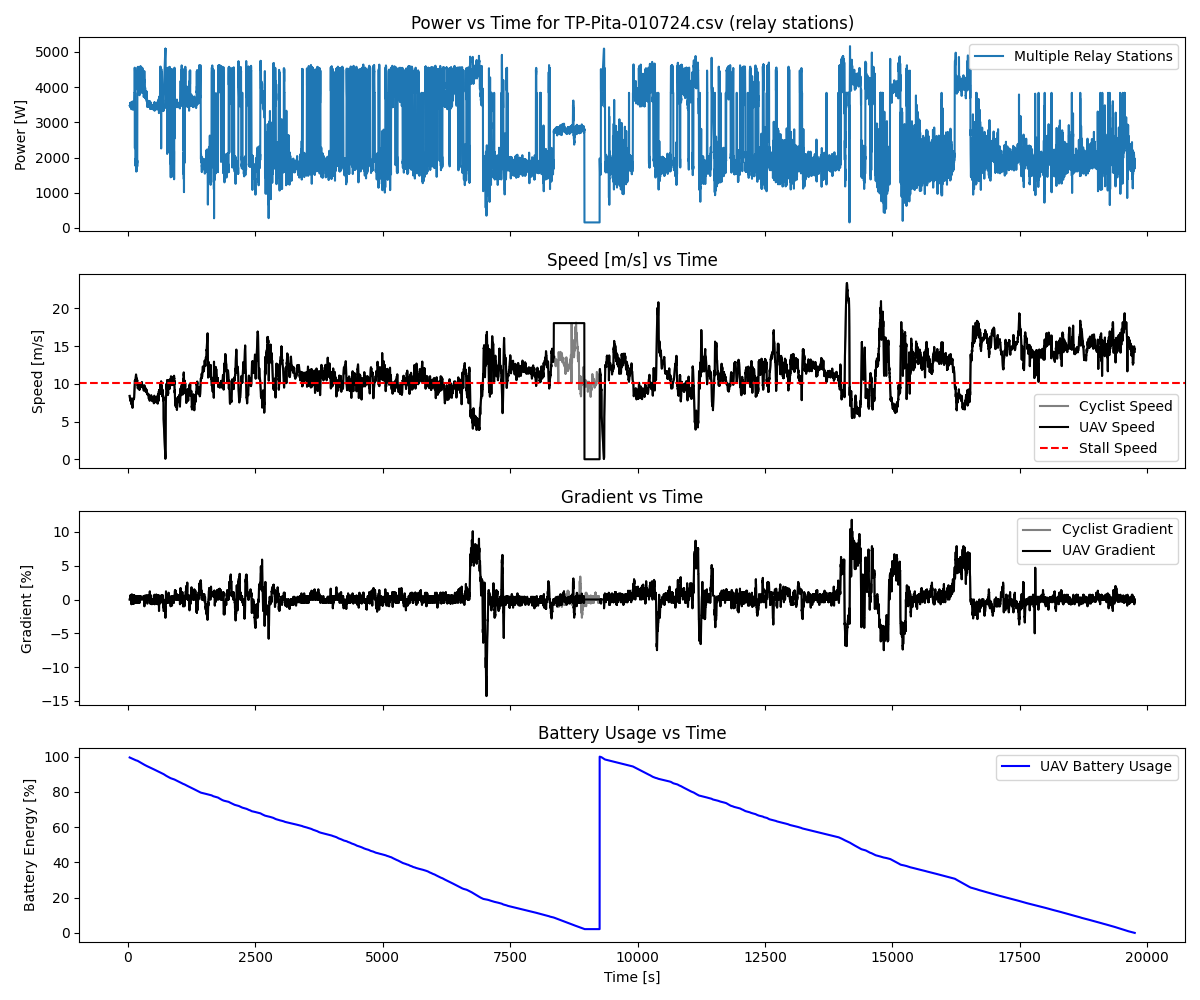 Power vs Time for TP-Pita-010724.csv (relay stations)
Power [W]
5000
4000
3000
2000
1000
0
Multiple Relay Stations
Speed [m/s] vs Time
Speed [m/s]
20
15
10
5
0
Cyclist Speed
UAV Speed
Stall Speed
Gradient vs Time
Gradient [%]
10
5
0
−5
−10
−15
Cyclist Gradient
UAV Gradient
Battery Usage vs Time
Battery Energy [%]
100
80
60
40
20
0
UAV Battery Usage
0 2500 5000 7500 10000 12500 15000 17500 20000
Time [s]